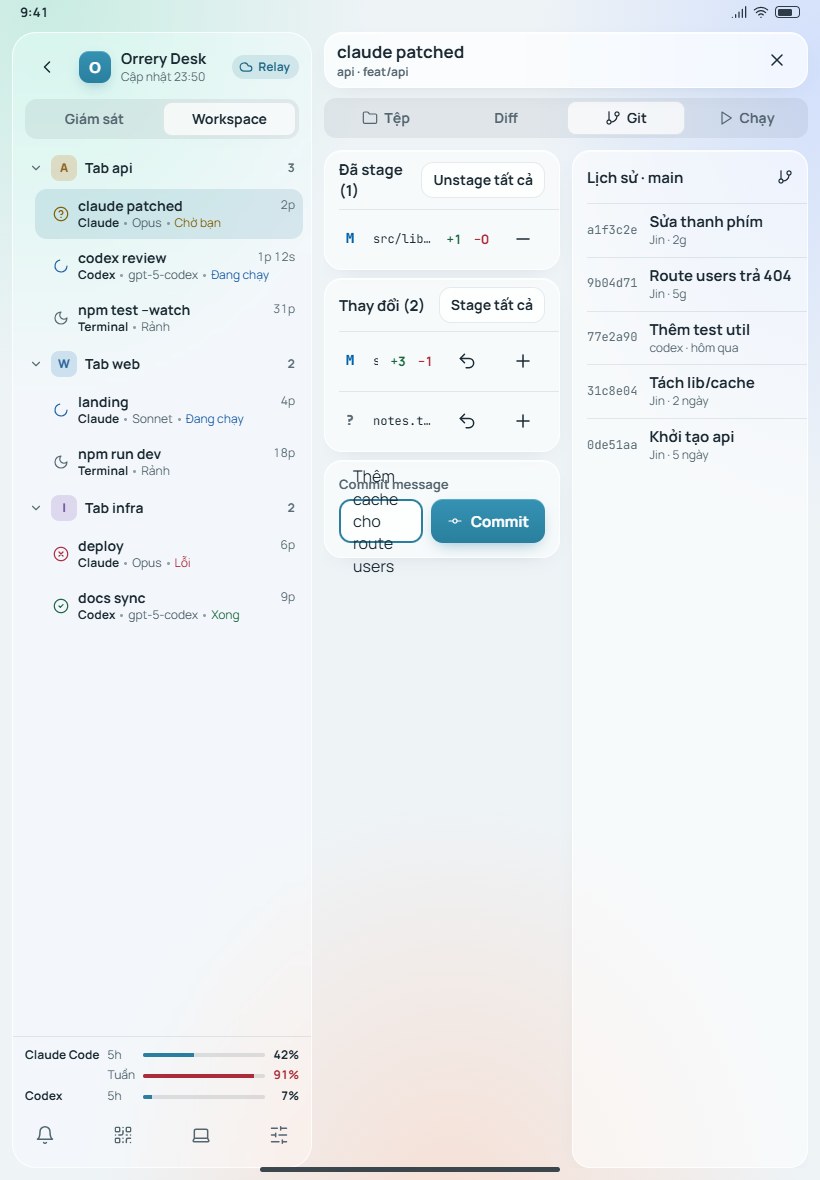 9:41
O
Orrery Desk
Cập nhật 23:50
Relay
Giám sát
Workspace
A
Tab api
3
claude patched
2p
Claude • Opus • Chờ bạn
codex review
1p 12s
Codex • gpt-5-codex • Đang chạy
npm test --watch
31p
Terminal • Rảnh
W
Tab web
2
landing
4p
Claude • Sonnet • Đang chạy
npm run dev
18p
Terminal • Rảnh
I
Tab infra
2
deploy
6p
Claude • Opus • Lỗi
docs sync
9p
Codex • gpt-5-codex • Xong
Claude Code 5h 42%
Tuần 91%
Codex 5h 7%
claude patched
api · feat/api
Tệp
Diff
Git
Chạy
Đã stage
(1)
Unstage tất cả
M src/lib… +1 −0
Thay đổi (2)
Stage tất cả
M s +3 −1
? notes.t…
Commit message
Thêm
cache
cho
route
users
Commit
Lịch sử · main
a1f3c2e
Sửa thanh phím
Jin · 2g
9b04d71
Route users trả 404
Jin · 5g
77e2a90
Thêm test util
codex · hôm qua
31c8e04
Tách lib/cache
Jin · 2 ngày
0de51aa
Khởi tạo api
Jin · 5 ngày